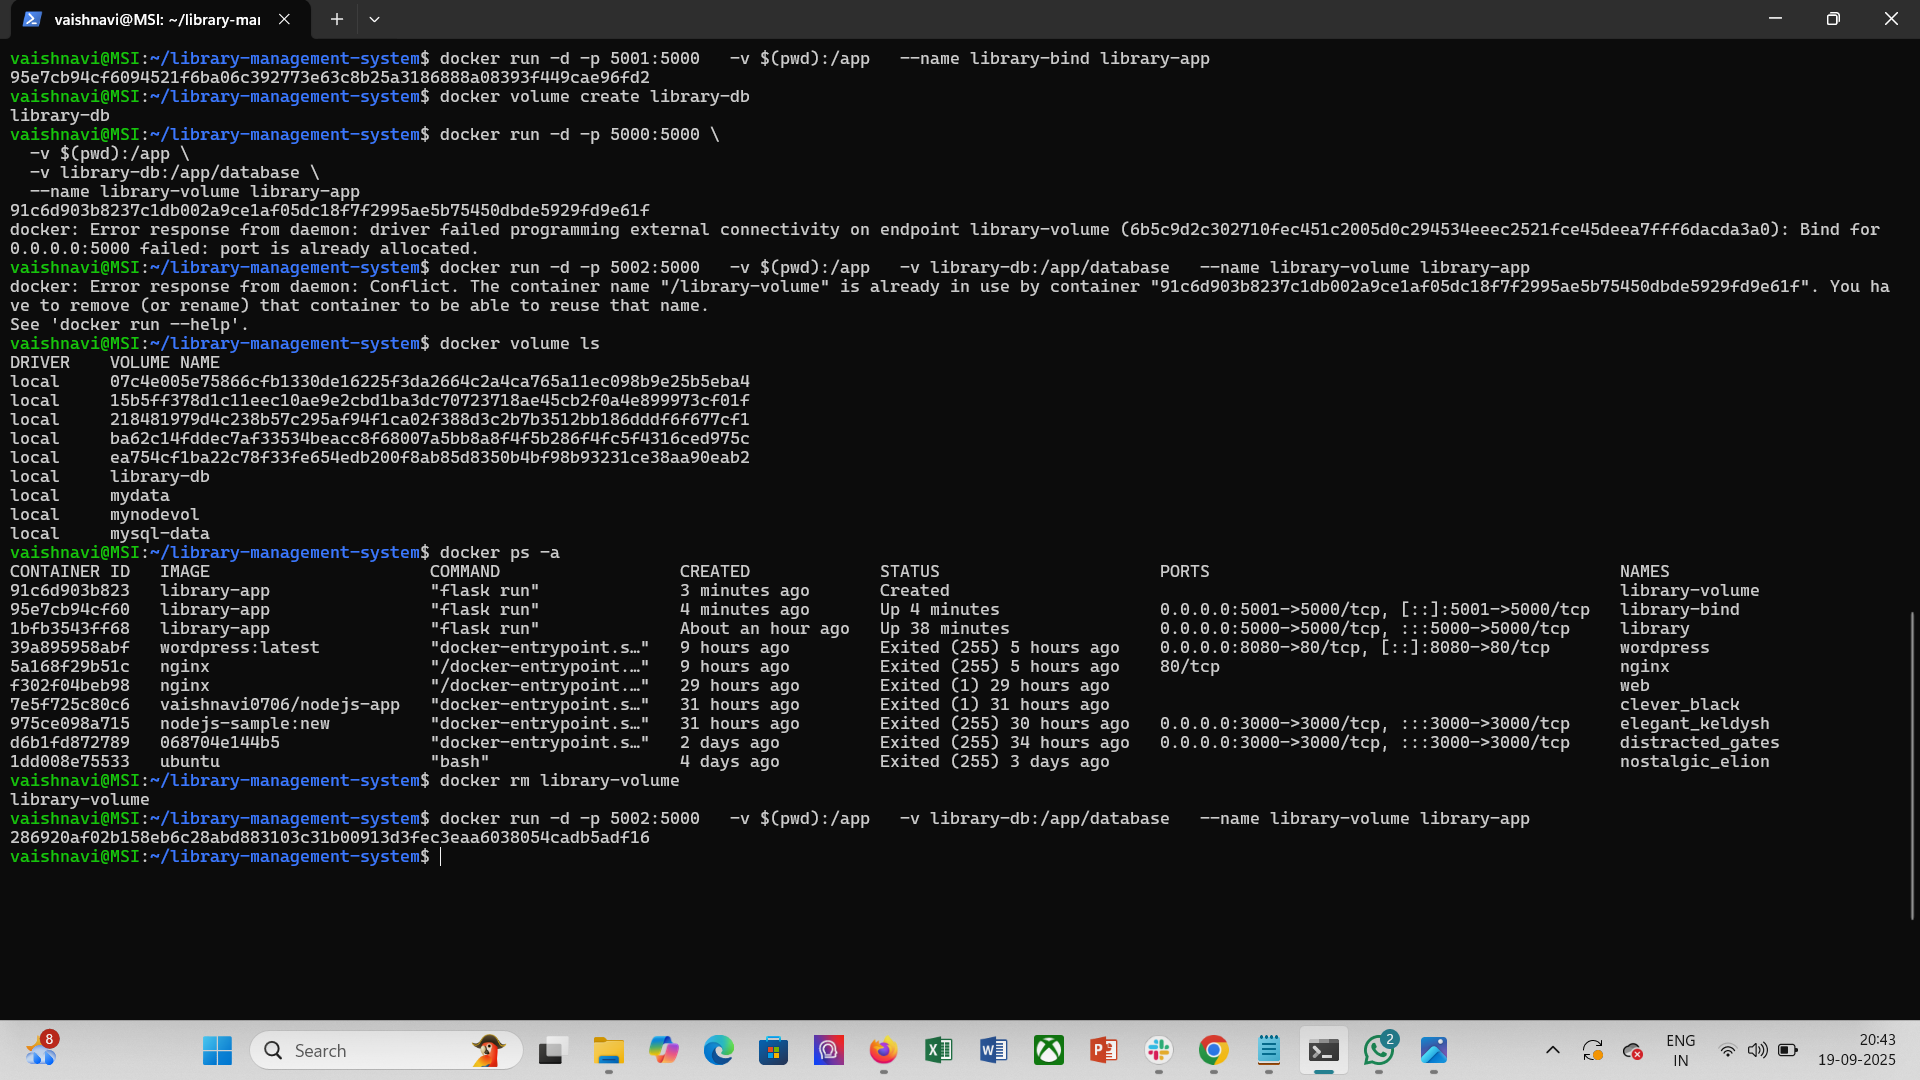 vaishnavi@MSI: ~/library-mar
vaishnavi@MSI:~/library-management-system$ docker run -d -p 5001:5000   -v $(pwd):/app   --name library-bind library-app
95e7cb94cf6094521f6ba06c392773e63c8b25a3186888a08393f449cae96fd2
vaishnavi@MSI:~/library-management-system$ docker volume create library-db
library-db
vaishnavi@MSI:~/library-management-system$ docker run -d -p 5000:5000 \
  -v $(pwd):/app \
  -v library-db:/app/database \
  --name library-volume library-app
91c6d903b8237c1db002a9ce1af05dc18f7f2995ae5b75450dbde5929fd9e61f
docker: Error response from daemon: driver failed programming external connectivity on endpoint library-volume (6b5c9d2c302710fec451c2005d0c294534eeec2521fce45deea7fff6dacda3a0): Bind for
0.0.0.0:5000 failed: port is already allocated.
vaishnavi@MSI:~/library-management-system$ docker run -d -p 5002:5000   -v $(pwd):/app   -v library-db:/app/database   --name library-volume library-app
docker: Error response from daemon: Conflict. The container name "/library-volume" is already in use by container "91c6d903b8237c1db002a9ce1af05dc18f7f2995ae5b75450dbde5929fd9e61f". You ha
ve to remove (or rename) that container to be able to reuse that name.
See 'docker run --help'.
vaishnavi@MSI:~/library-management-system$ docker volume ls
DRIVER    VOLUME NAME
local     07c4e005e75866cfb1330de16225f3da2664c2a4ca765a11ec098b9e25b5eba4
local     15b5ff378d1c11eec10ae9e2cbd1ba3dc70723718ae45cb2f0a4e899973cf01f
local     218481979d4c238b57c295af94f1ca02f388d3c2b7b3512bb186dddf6f677cf1
local     ba62c14fddec7af33534beacc8f68007a5bb8a8f4f5b286f4fc5f4316ced975c
local     ea754cf1ba22c78f33fe654edb200f8ab85d8350b4bf98b93231ce38aa90eab2
local     library-db
local     mydata
local     mynodevol
local     mysql-data
vaishnavi@MSI:~/library-management-system$ docker ps -a
CONTAINER ID   IMAGE                      COMMAND                  CREATED             STATUS                      PORTS                                         NAMES
91c6d903b823   library-app                "flask run"              3 minutes ago       Created                                                                   library-volume
95e7cb94cf60   library-app                "flask run"              4 minutes ago       Up 4 minutes                0.0.0.0:5001->5000/tcp, [::]:5001->5000/tcp   library-bind
1bfb3543ff68   library-app                "flask run"              About an hour ago   Up 38 minutes               0.0.0.0:5000->5000/tcp, :::5000->5000/tcp     library
39a895958abf   wordpress:latest           "docker-entrypoint.s…"   9 hours ago         Exited (255) 5 hours ago    0.0.0.0:8080->80/tcp, [::]:8080->80/tcp       wordpress
5a168f29b51c   nginx                      "/docker-entrypoint.…"   9 hours ago         Exited (255) 5 hours ago    80/tcp                                        nginx
f302f04beb98   nginx                      "/docker-entrypoint.…"   29 hours ago        Exited (1) 29 hours ago                                                   web
7e5f725c80c6   vaishnavi0706/nodejs-app   "docker-entrypoint.s…"   31 hours ago        Exited (1) 31 hours ago                                                   clever_black
975ce098a715   nodejs-sample:new          "docker-entrypoint.s…"   31 hours ago        Exited (255) 30 hours ago   0.0.0.0:3000->3000/tcp, :::3000->3000/tcp     elegant_keldysh
d6b1fd872789   068704e144b5               "docker-entrypoint.s…"   2 days ago          Exited (255) 34 hours ago   0.0.0.0:3000->3000/tcp, :::3000->3000/tcp     distracted_gates
1dd008e75533   ubuntu                     "bash"                   4 days ago          Exited (255) 3 days ago                                                   nostalgic_elion
vaishnavi@MSI:~/library-management-system$ docker rm library-volume
library-volume
vaishnavi@MSI:~/library-management-system$ docker run -d -p 5002:5000   -v $(pwd):/app   -v library-db:/app/database   --name library-volume library-app
286920af02b158eb6c28abd883103c31b00913d3fec3eaa6038054cadb5adf16
vaishnavi@MSI:~/library-management-system$
8
Search
2
ENG
IN
20:43
19-09-2025